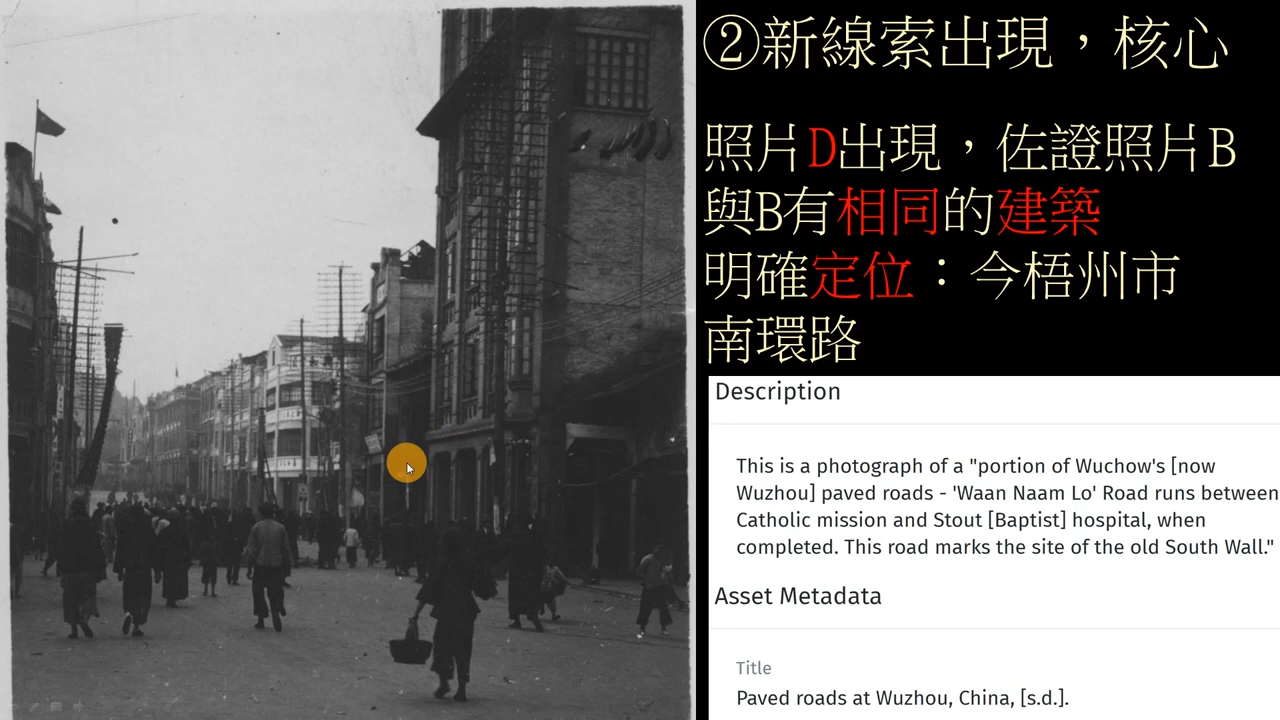 ②新線索出現，核心
照片D出現，佐證照片B
與B有相同的建築
明確定位：今梧州市
南環路
Description
This is a photograph of a "portion of Wuchow's [now
Wuzhou] paved roads - 'Waan Naam Lo' Road runs between
Catholic mission and Stout [Baptist] hospital, when
completed. This road marks the site of the old South Wall."
Asset Metadata
Title
Paved roads at Wuzhou, China, [s.d.].